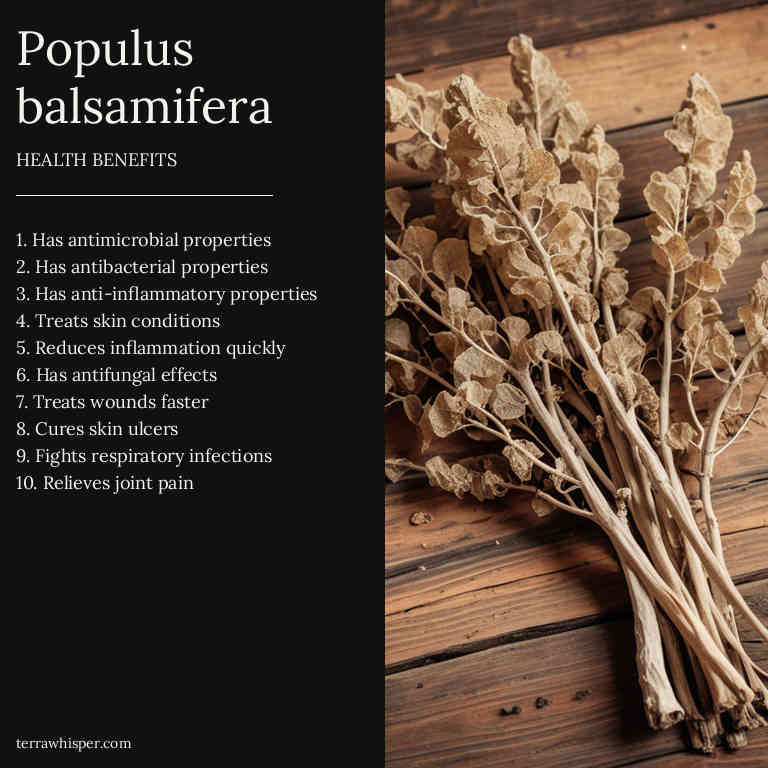 Populus
balsamifera
HEALTH BENEFITS
1. Has antimicrobial properties
2. Has antibacterial properties
3. Has anti-inflammatory properties
4. Treats skin conditions
5. Reduces inflammation quickly
6. Has antifungal effects
7. Treats wounds faster
8. Cures skin ulcers
9. Fights respiratory infections
10. Relieves joint pain
terrawhisper.com